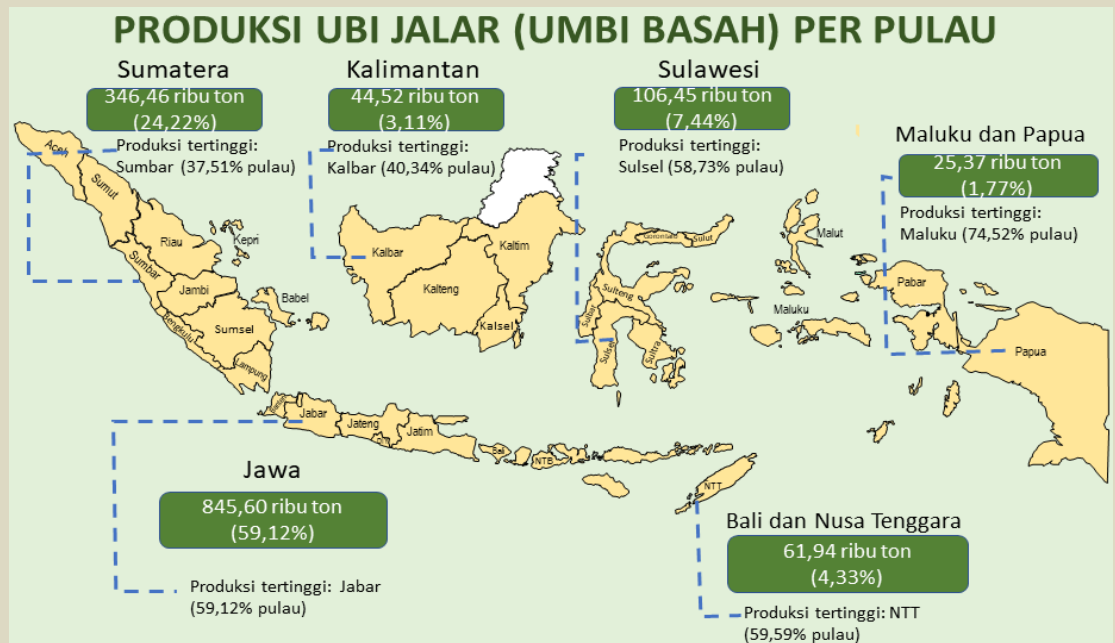 PRODUKSI UBI JALAR (UMBI BASAH) PER PULAU
Sumatera
346,46 ribu ton
(24,22%)
Produksi tertinggi:
Sumbar (37,51% pulau)
Kalimantan
44,52 ribu ton
(3,11%)
Produksi tertinggi:
Kalbar (40,34% pulau)
Sulawesi
106,45 ribu ton
(7,44%)
Produksi tertinggi:
Sulsel (58,73% pulau)
Maluku dan Papua
25,37 ribu ton
(1,77%)
Produksi tertinggi:
Maluku (74,52% pulau)
Aceh
Sumut
Riau
Kepri
Sumbar
Jambi
Babel
Bengkulu
Sumsel
Lampung
Kalbar
Kaltim
Kalteng
Kalsel
Gorontalo
Sulut
Sulteng
Sulbar
Sulsel
Sultra
Malut
Maluku
Pabar
Papua
Banten
Jabar
Jateng
Jatim
Bali
NTB
NTT
Jawa
845,60 ribu ton
(59,12%)
Produksi tertinggi: Jabar
(59,12% pulau)
Bali dan Nusa Tenggara
61,94 ribu ton
(4,33%)
Produksi tertinggi: NTT
(59,59% pulau)